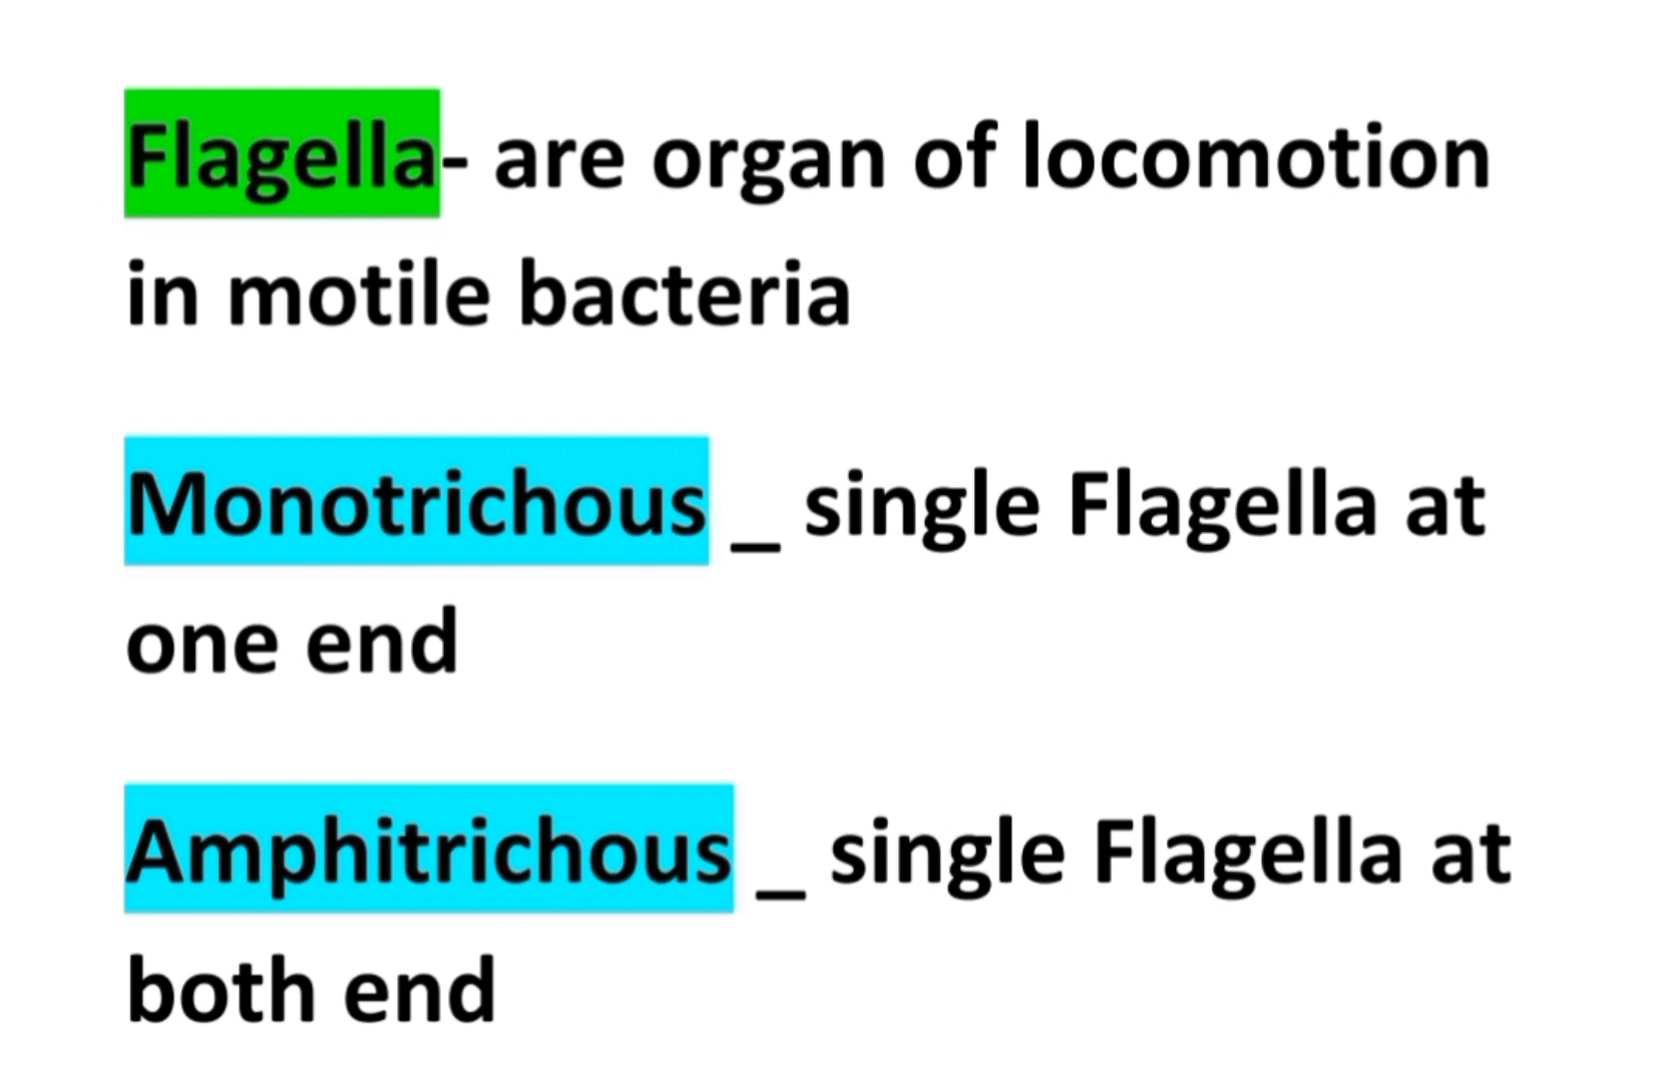 Flagella- are organ of locomotion
in motile bacteria
Monotrichous _ single Flagella at
one end
Amphitrichous _ single Flagella at
both end